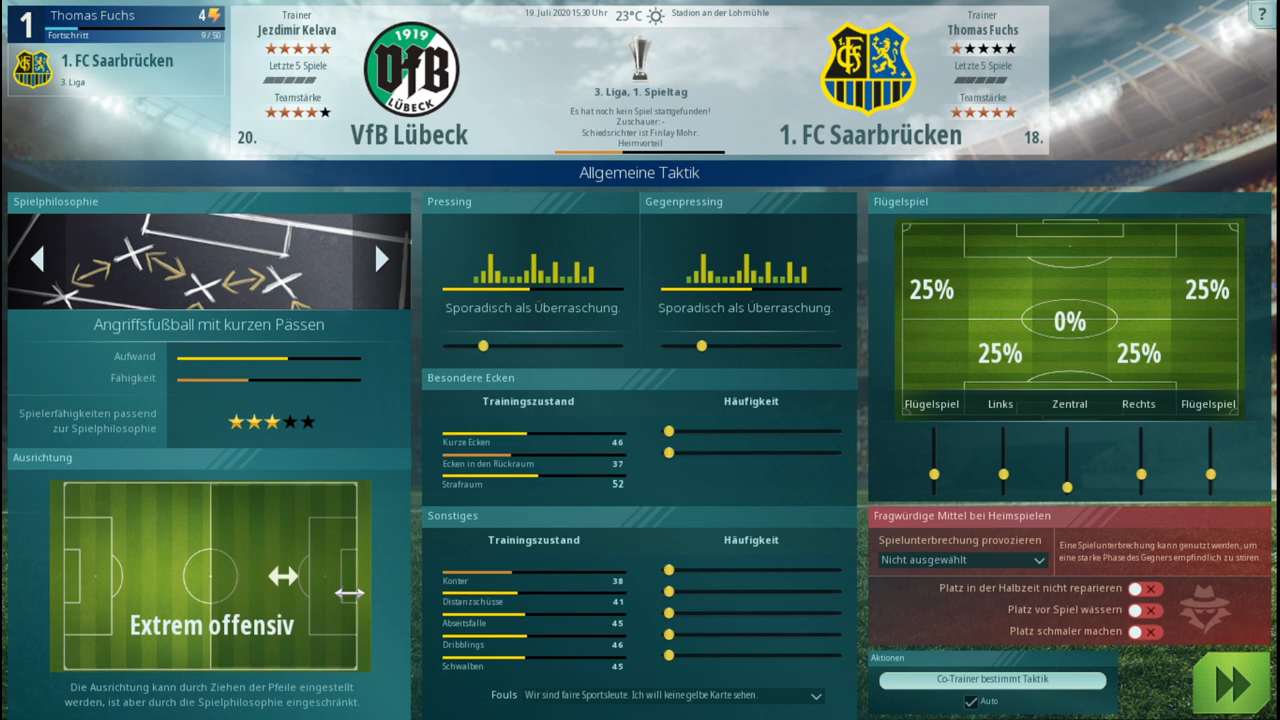 1
Thomas Fuchs
4
Fortschritt
9 / 50
1. FC Saarbrücken
3. Liga
Trainer
Jezdimir Kelava
Letzte 5 Spiele
Teamstärke
20.
1919
VfB
LÜBECK
VfB Lübeck
19. Juli 2020 15:30 Uhr
23°C
Stadion an der Lohmühle
3. Liga, 1. Spieltag
Es hat noch kein Spiel stattgefunden!
Zuschauer: -
Schiedsrichter ist Finlay Mohr.
Heimvorteil
1. FC Saarbrücken
Trainer
Thomas Fuchs
Letzte 5 Spiele
Teamstärke
18.
?
Allgemeine Taktik
Spielphilosophie
Angriffsfußball mit kurzen Pässen
Aufwand
Fähigkeit
Spielerfähigkeiten passend
zur Spielphilosophie
Ausrichtung
Extrem offensiv
Die Ausrichtung kann durch Ziehen der Pfeile eingestellt
werden, ist aber durch die Spielphilosophie eingeschränkt.
Pressing
Sporadisch als Überraschung.
Gegenpressing
Sporadisch als Überraschung.
Besondere Ecken
Trainingszustand
Häufigkeit
Kurze Ecken 46
Ecken in den Rückraum 37
Strafraum 52
Sonstiges
Trainingszustand
Häufigkeit
Konter 38
Distanzschüsse 41
Abseitsfalle 45
Dribblings 46
Schwalben 45
Fouls
Wir sind faire Sportsleute. Ich will keine gelbe Karte sehen.
Flügelspiel
25%
25%
0%
25%
25%
Flügelspiel
Links
Zentral
Rechts
Flügelspiel
Fragwürdige Mittel bei Heimspielen
Spielunterbrechung provozieren
Nicht ausgewählt
Eine Spielunterbrechung kann genutzt werden, um
eine starke Phase des Gegners empfindlich zu stören.
Platz in der Halbzeit nicht reparieren
Platz vor Spiel wässern
Platz schmaler machen
Aktionen
Co-Trainer bestimmt Taktik
Auto